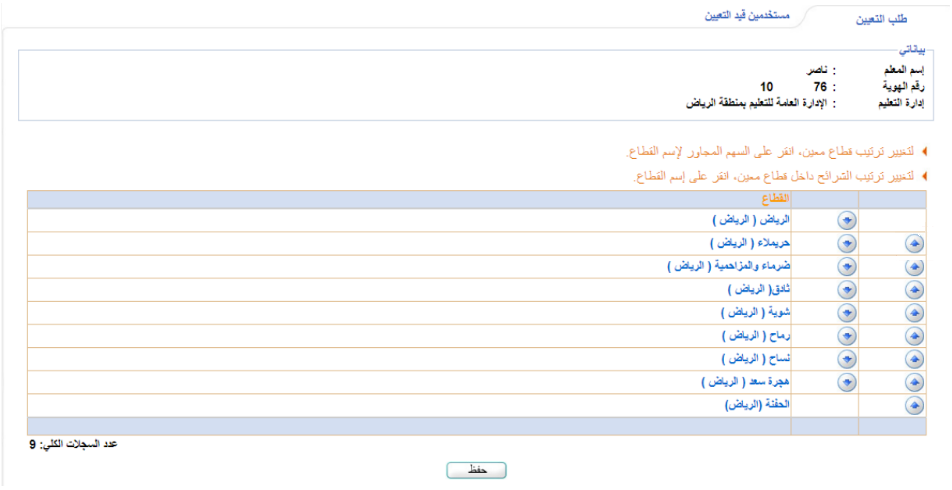 طلب التعيين
مستخدمين قيد التعيين
بياناتي
إسم المعلم : ناصر
رقم الهوية : 76 10
إدارة التعليم : الإدارة العامة للتعليم بمنطقة الرياض
لتغيير ترتيب قطاع معين، انقر على السهم المجاور لإسم القطاع.
لتغيير ترتيب الشرائح داخل قطاع معين، انقر على إسم القطاع.
القطاع
الرياض ( الرياض )
حريملاء ( الرياض )
ضرماء والمزاحمية ( الرياض )
ثادق( الرياض )
شوية ( الرياض )
رماح ( الرياض )
نساح ( الرياض )
هجرة سعد ( الرياض )
الحفنة (الرياض)
عدد السجلات الكلي: 9
حفظ